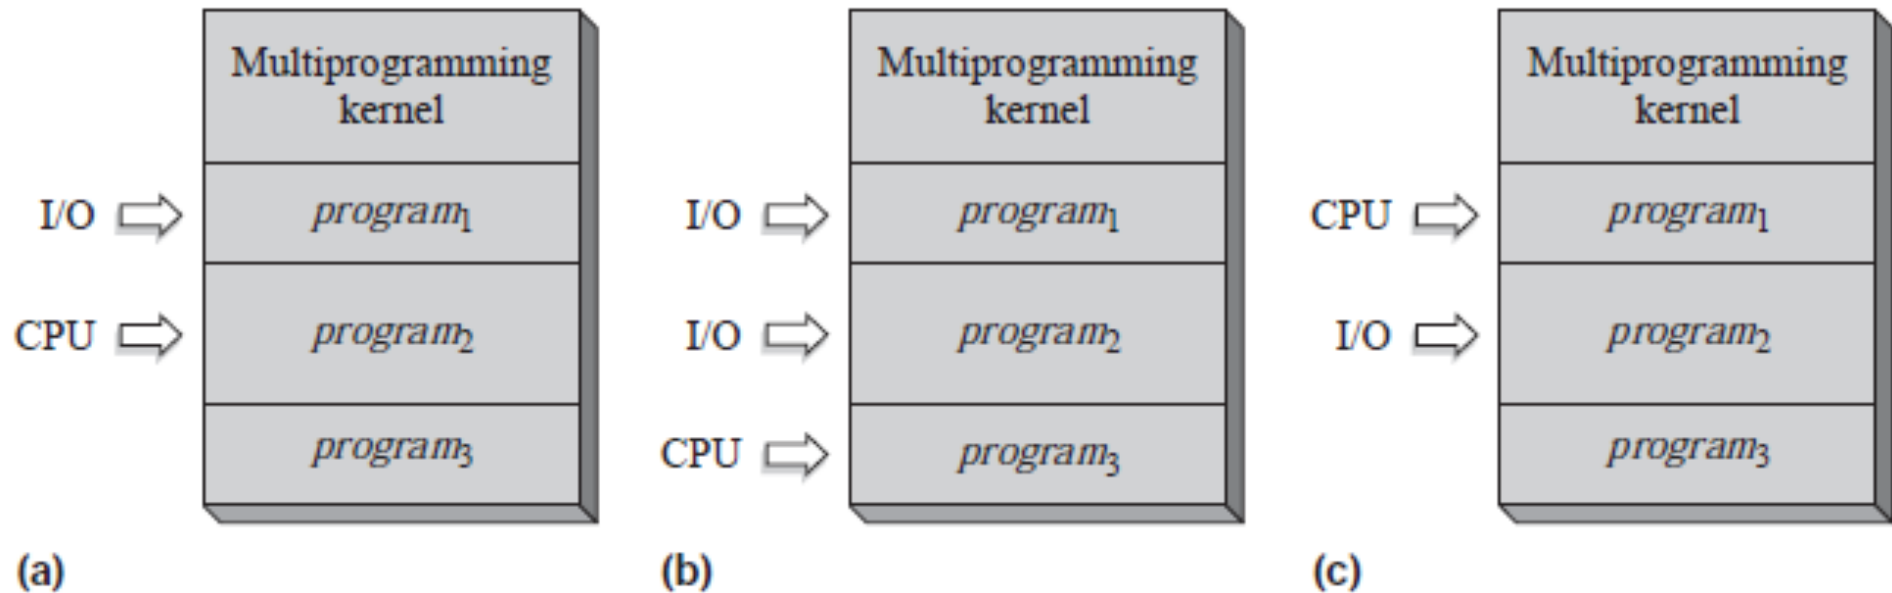 Multiprogramming
kernel
I/O
program₁
CPU
program₂
program₃
(a)
Multiprogramming
kernel
I/O
program₁
I/O
program₂
CPU
program₃
(b)
Multiprogramming
kernel
CPU
program₁
I/O
program₂
program₃
(c)